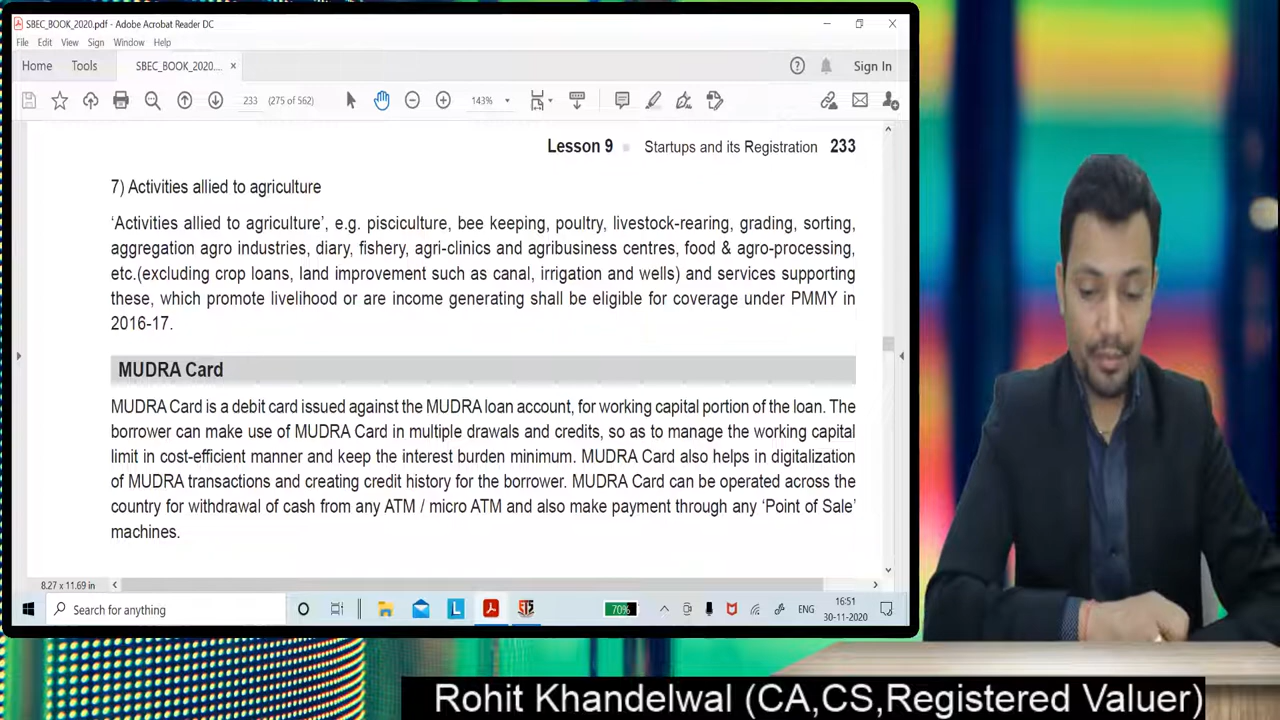 SBEC_BOOK_2020.pdf - Adobe Acrobat Reader DC
File Edit View Sign Window Help
Home Tools SBEC_BOOK_2020... × Sign In
233 (275 of 562) 143%
Lesson 9 Startups and its Registration 233
7) Activities allied to agriculture
‘Activities allied to agriculture’, e.g. pisciculture, bee keeping, poultry, livestock-rearing, grading, sorting,
aggregation agro industries, diary, fishery, agri-clinics and agribusiness centres, food & agro-processing,
etc.(excluding crop loans, land improvement such as canal, irrigation and wells) and services supporting
these, which promote livelihood or are income generating shall be eligible for coverage under PMMY in
2016-17.
MUDRA Card
MUDRA Card is a debit card issued against the MUDRA loan account, for working capital portion of the loan. The
borrower can make use of MUDRA Card in multiple drawals and credits, so as to manage the working capital
limit in cost-efficient manner and keep the interest burden minimum. MUDRA Card also helps in digitalization
of MUDRA transactions and creating credit history for the borrower. MUDRA Card can be operated across the
country for withdrawal of cash from any ATM / micro ATM and also make payment through any ‘Point of Sale’
machines.
8.27 x 11.69 in
Search for anything L 70% ENG 16:51
30-11-2020
Rohit Khandelwal (CA,CS,Registered Valuer)